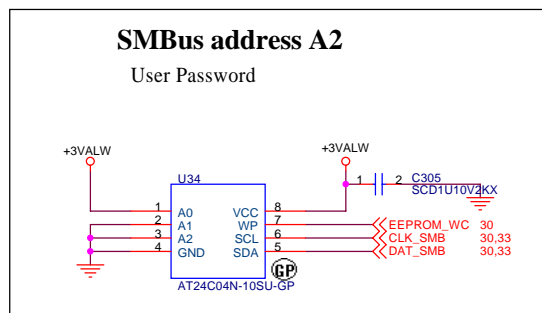 SMBus address A2
User Password
+3VALW
+3VALW
U34
1 2 C305
SCD1U10V2KX
1 A0 VCC 8
2 A1 WP 7 EEPROM_WC 30
3 A2 SCL 6 CLK_SMB 30,33
4 GND SDA 5 DAT_SMB 30,33
GP
AT24C04N-10SU-GP